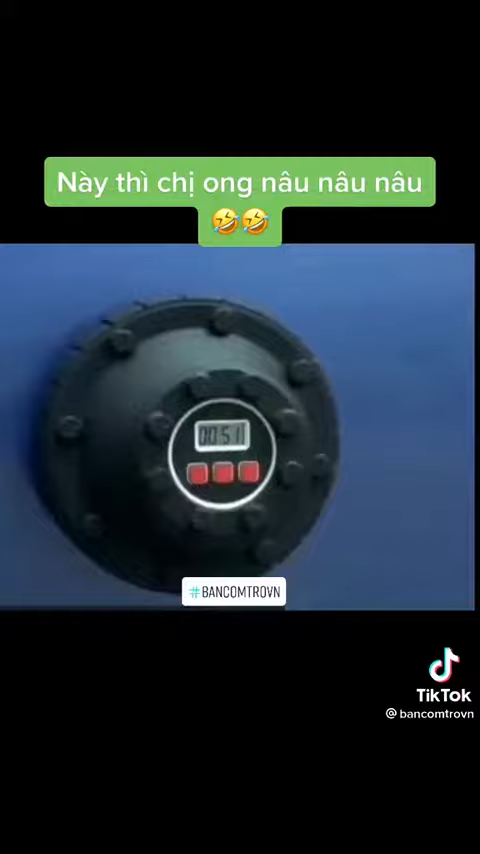 Này thì chị ong nâu nâu nâu
🤣🤣
00:51
#BANCOMTROVN
TikTok
@bancomtrovn